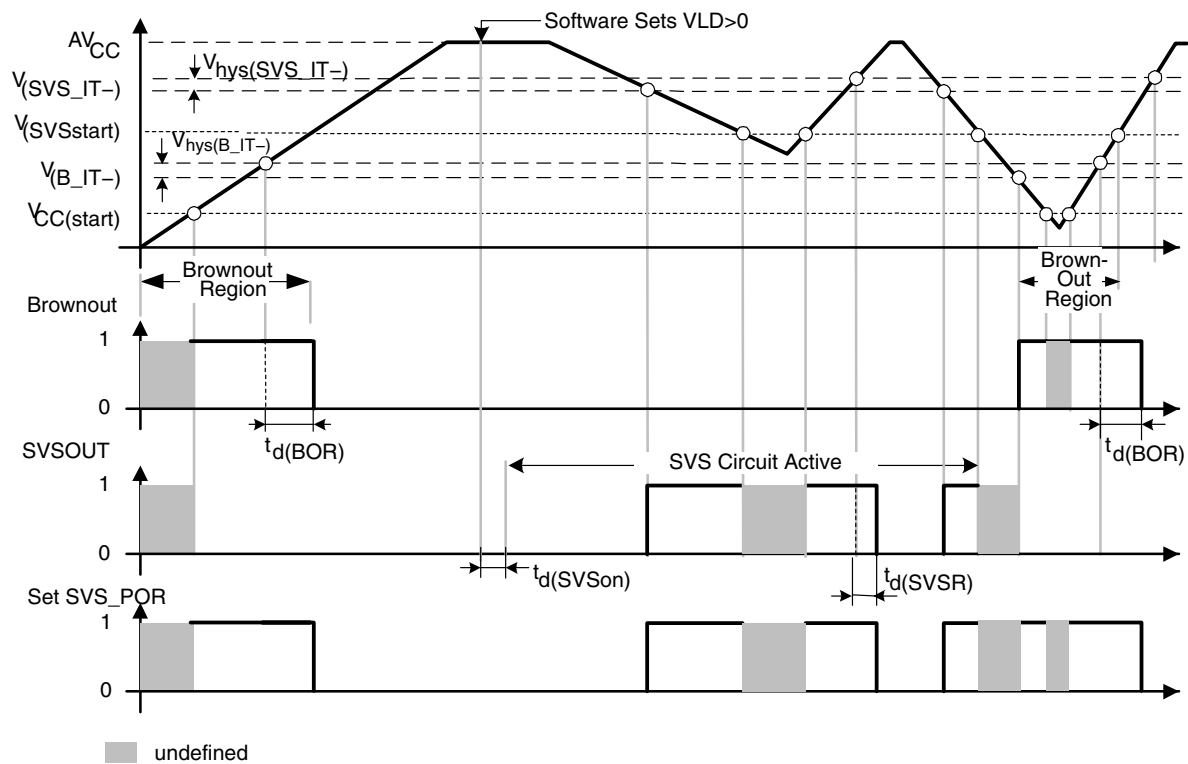 Software Sets VLD>0
AVCC
Vhys(SVS_IT−)
V(SVS_IT−)
V(SVSstart)
Vhys(B_IT−)
V(B_IT−)
VCC(start)
Brownout
Region
Brown-
Out
Region
Brownout
1
0
td(BOR)
td(BOR)
SVSOUT
SVS Circuit Active
1
0
td(SVSon)
td(SVSR)
Set SVS_POR
1
0
undefined